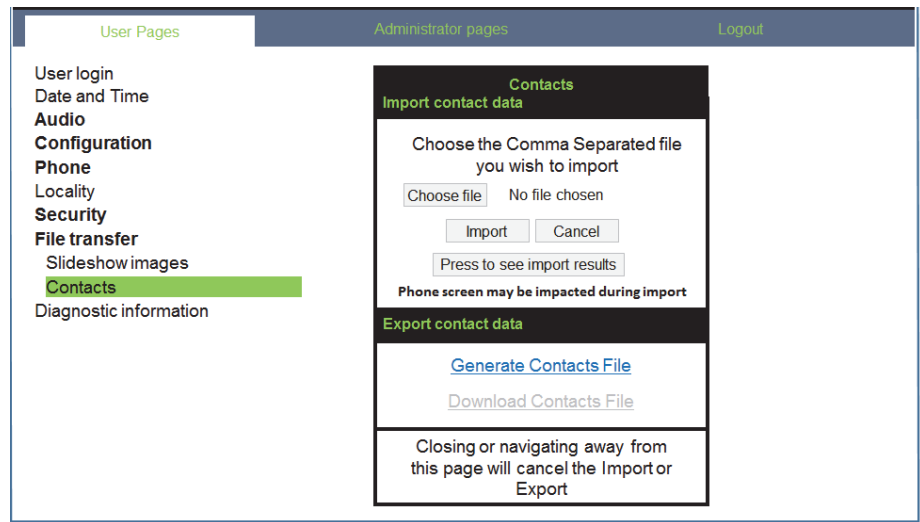 User Pages
Administrator pages
Logout
User login
Date and Time
Audio
Configuration
Phone
Locality
Security
File transfer
Slideshow images
Contacts
Diagnostic information
Contacts
Import contact data
Choose the Comma Separated file
you wish to import
Choose file No file chosen
Import Cancel
Press to see import results
Phone screen may be impacted during import
Export contact data
Generate Contacts File
Download Contacts File
Closing or navigating away from
this page will cancel the Import or
Export